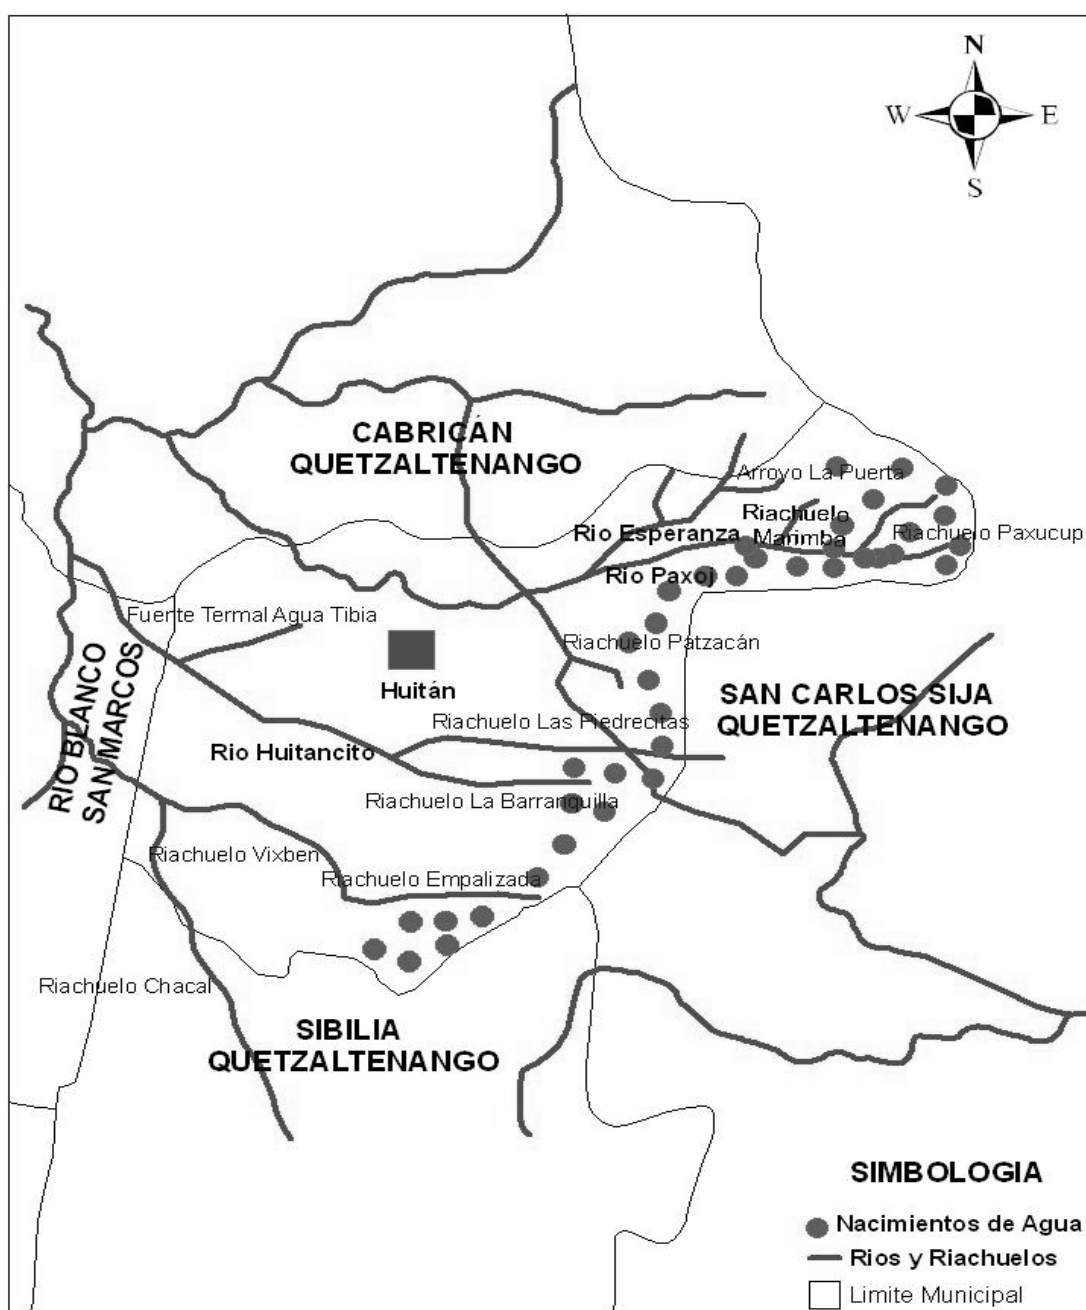 N
W E
S
CABRICÁN
QUETZALTENANGO
Arroyo La Puerta
Riachuelo
Marimba
Rio Esperanza
Riachuelo Paxucup
Rio Paxoj
Fuente Termal Agua Tibia
Riachuelo Patzacán
Huitán
RIO BLANCO
SAN MARCOS
SAN CARLOS SIJA
QUETZALTENANGO
Riachuelo Las Piedrecitas
Rio Huitancito
Riachuelo La Barranquilla
Riachuelo Vixben
Riachuelo Empalizada
Riachuelo Chacal
SIBILIA
QUETZALTENANGO
SIMBOLOGIA
Nacimientos de Agua
Rios y Riachuelos
Limite Municipal